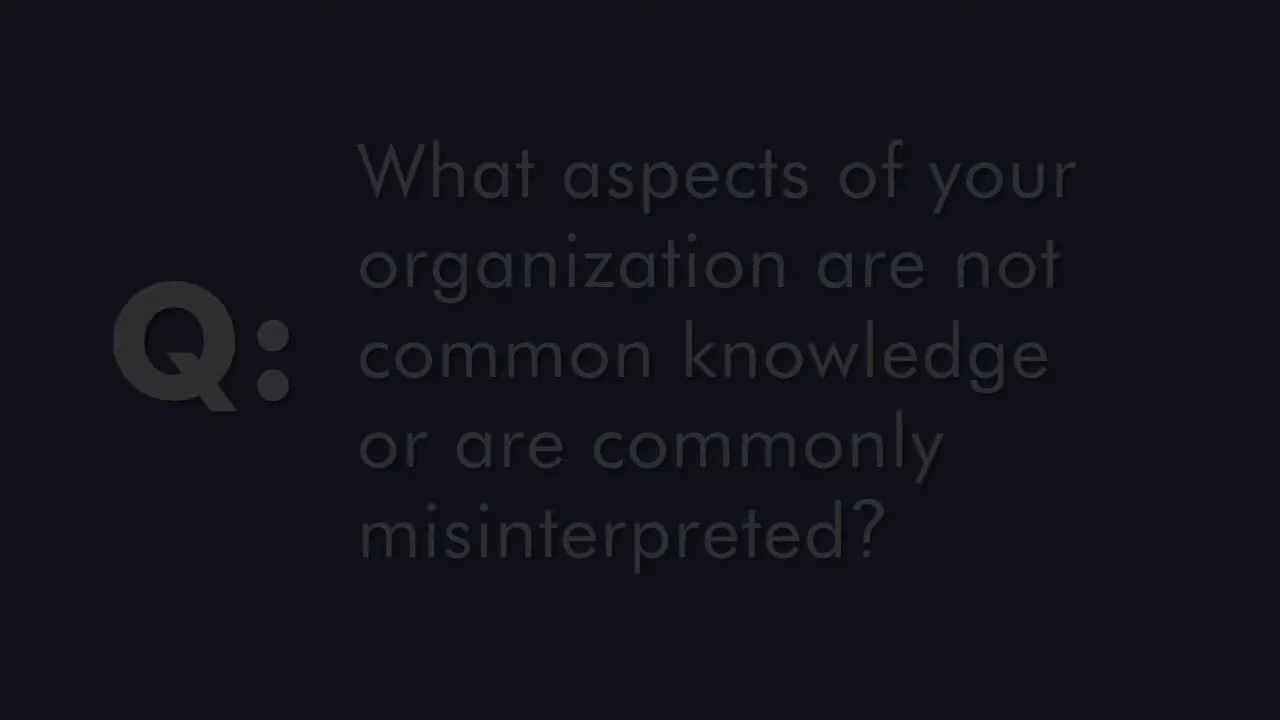 Q:
What aspects of your
organization are not
common knowledge
or are commonly
misinterpreted?